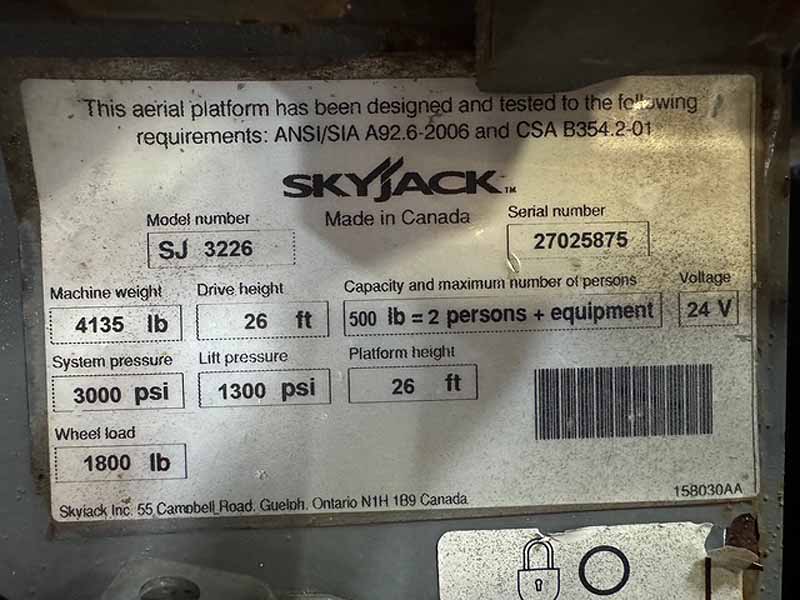 This aerial platform has been designed and tested to the following
requirements: ANSI/SIA A92.6-2006 and CSA B354.2-01
SKYJACK™
Made in Canada
Model number
SJ 3226
Serial number
27025875
Machine weight
4135 lb
Drive height
26 ft
Capacity and maximum number of persons
500 lb = 2 persons + equipment
Voltage
24 V
System pressure
3000 psi
Lift pressure
1300 psi
Platform height
26 ft
Wheel load
1800 lb
158030AA
Skyjack Inc. 55 Campbell Road, Guelph, Ontario N1H 1B9 Canada